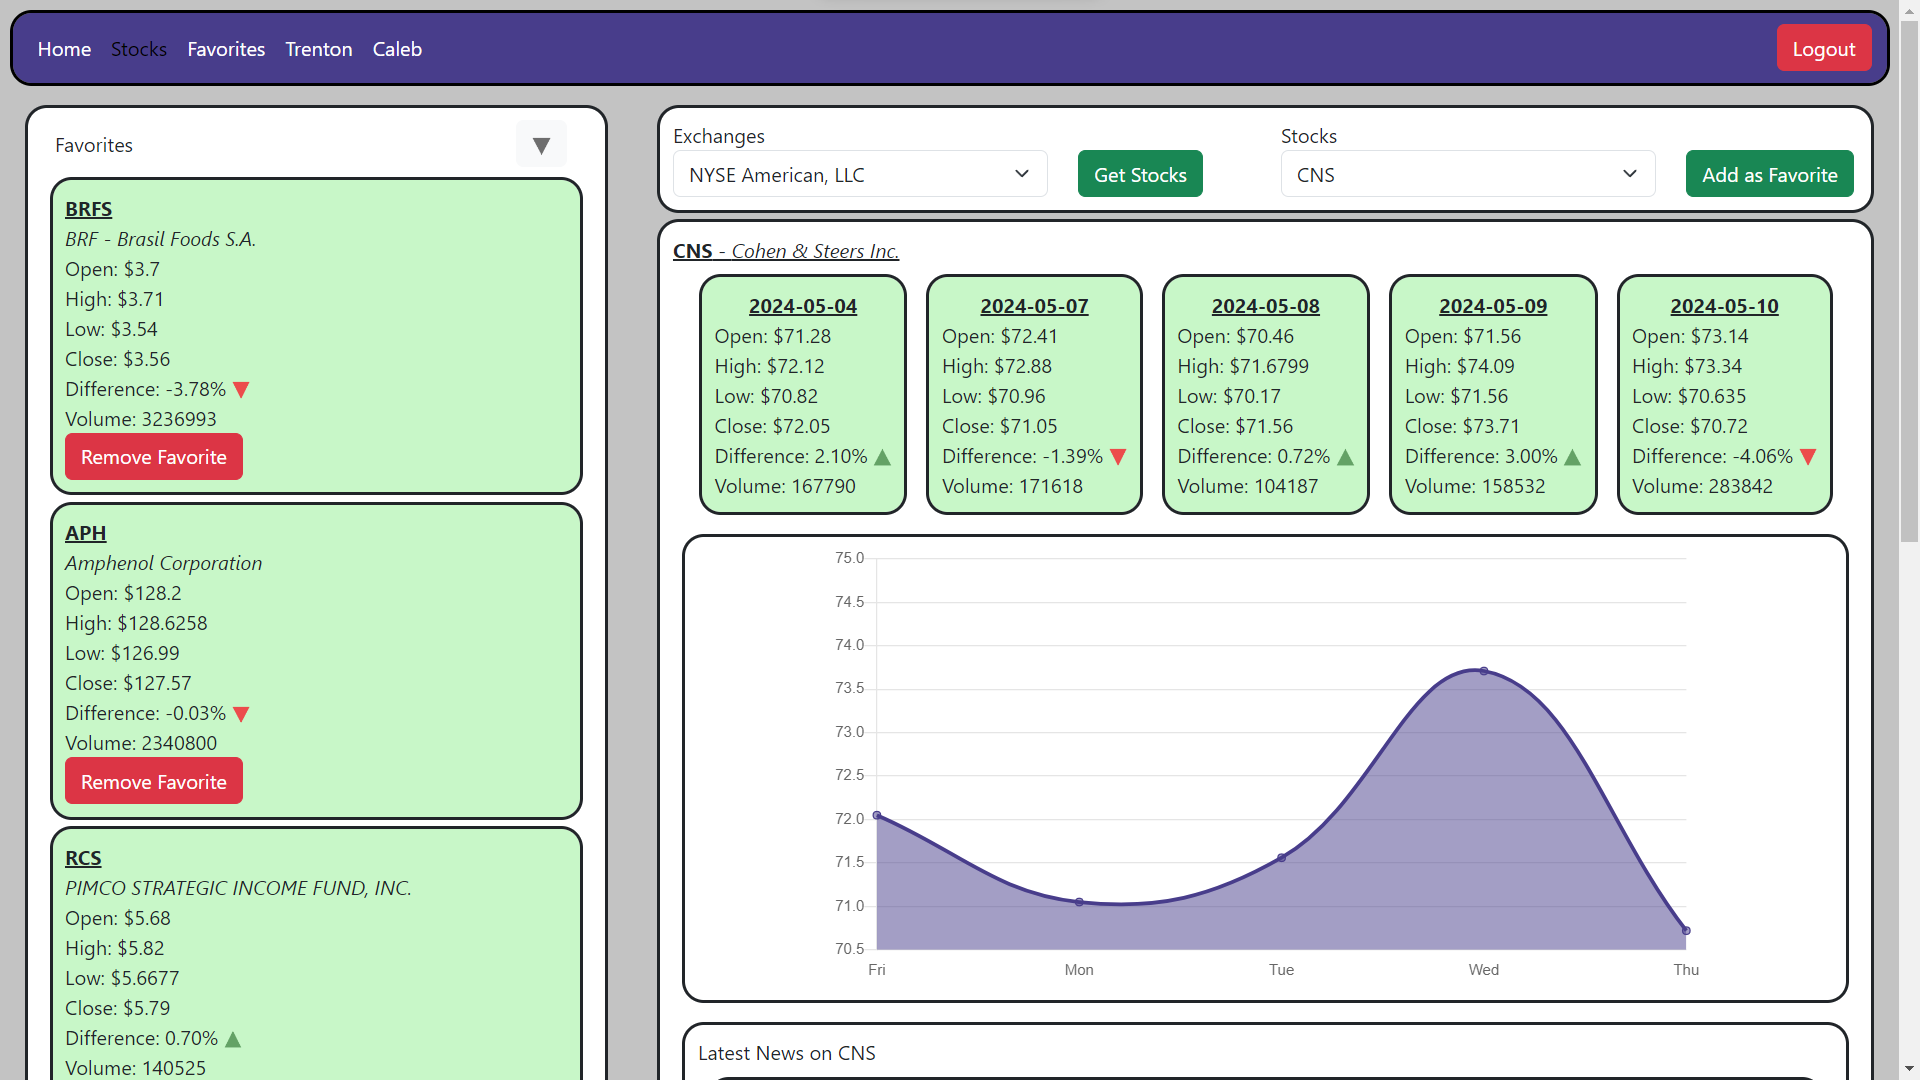 Home Stocks Favorites Trenton Caleb Logout
Favorites ▼
BRFS
BRF - Brasil Foods S.A.
Open: $3.7
High: $3.71
Low: $3.54
Close: $3.56
Difference: -3.78% ▼
Volume: 3236993
Remove Favorite
APH
Amphenol Corporation
Open: $128.2
High: $128.6258
Low: $126.99
Close: $127.57
Difference: -0.03% ▼
Volume: 2340800
Remove Favorite
RCS
PIMCO STRATEGIC INCOME FUND, INC.
Open: $5.68
High: $5.82
Low: $5.6677
Close: $5.79
Difference: 0.70% ▲
Volume: 140525
Exchanges
NYSE American, LLC
Get Stocks
Stocks
CNS
Add as Favorite
CNS - Cohen & Steers Inc.
2024-05-04
Open: $71.28
High: $72.12
Low: $70.82
Close: $72.05
Difference: 2.10% ▲
Volume: 167790
2024-05-07
Open: $72.41
High: $72.88
Low: $70.96
Close: $71.05
Difference: -1.39% ▼
Volume: 171618
2024-05-08
Open: $70.46
High: $71.6799
Low: $70.17
Close: $71.56
Difference: 0.72% ▲
Volume: 104187
2024-05-09
Open: $71.56
High: $74.09
Low: $71.56
Close: $73.71
Difference: 3.00% ▲
Volume: 158532
2024-05-10
Open: $73.14
High: $73.34
Low: $70.635
Close: $70.72
Difference: -4.06% ▼
Volume: 283842
75.0
74.5
74.0
73.5
73.0
72.5
72.0
71.5
71.0
70.5
Fri Mon Tue Wed Thu
Latest News on CNS